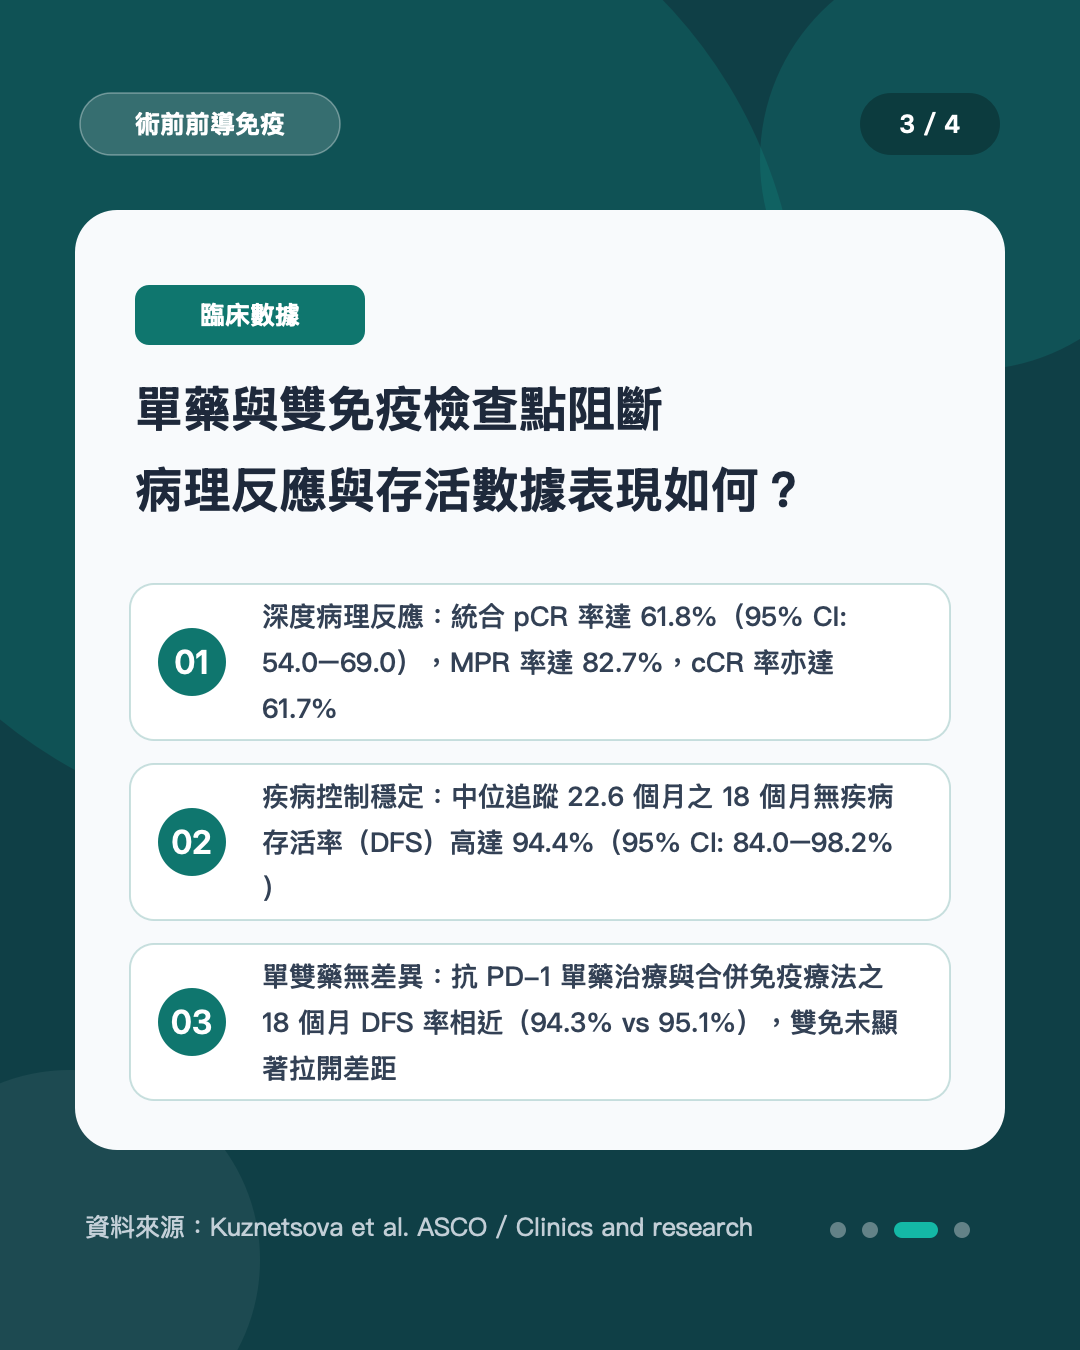 術前前導免疫
3 / 4
臨床數據
單藥與雙免疫檢查點阻斷
病理反應與存活數據表現如何？
01
深度病理反應：統合 pCR 率達 61.8%（95% CI:
54.0–69.0），MPR 率達 82.7%，cCR 率亦達
61.7%
02
疾病控制穩定：中位追蹤 22.6 個月之 18 個月無疾病
存活率（DFS）高達 94.4%（95% CI: 84.0–98.2%
）
03
單雙藥無差異：抗 PD-1 單藥治療與合併免疫療法之
18 個月 DFS 率相近（94.3% vs 95.1%），雙免未顯
著拉開差距
資料來源：Kuznetsova et al. ASCO / Clinics and research